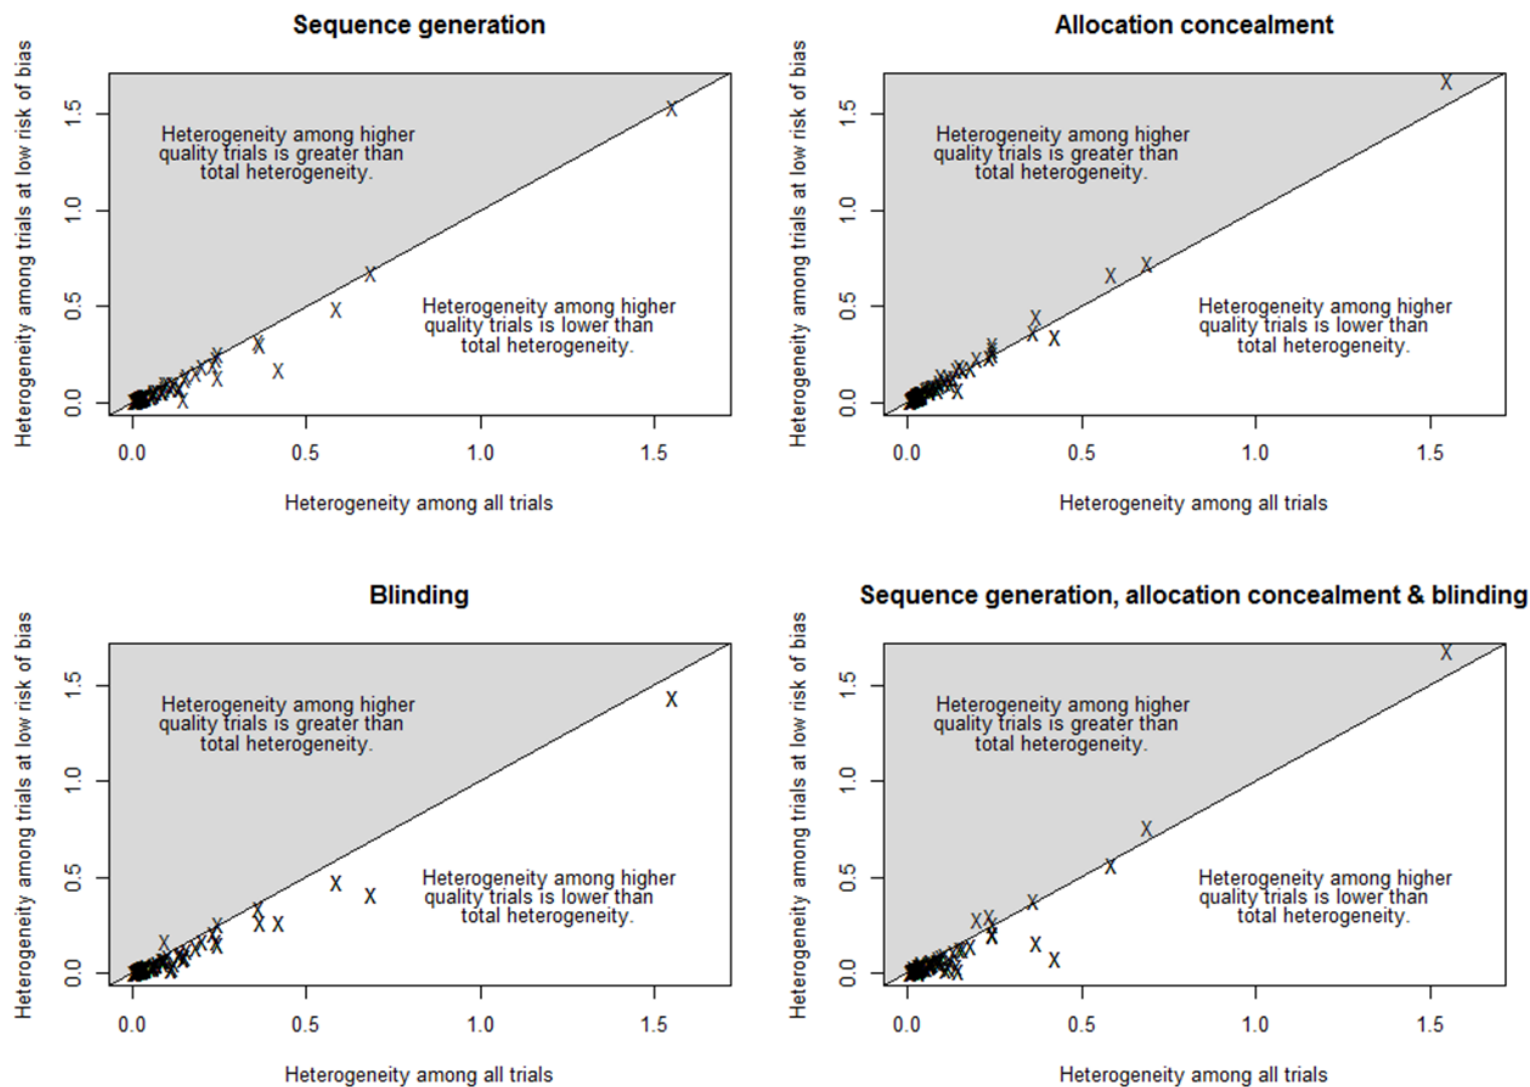 Sequence generation
Heterogeneity among trials at low risk of bias
1.5
1.0
0.5
0.0
Heterogeneity among higher
quality trials is greater than
total heterogeneity.
Heterogeneity among higher
quality trials is lower than
total heterogeneity.
0.0 0.5 1.0 1.5
Heterogeneity among all trials
Allocation concealment
Heterogeneity among trials at low risk of bias
1.5
1.0
0.5
0.0
Heterogeneity among higher
quality trials is greater than
total heterogeneity.
Heterogeneity among higher
quality trials is lower than
total heterogeneity.
0.0 0.5 1.0 1.5
Heterogeneity among all trials
Blinding
Heterogeneity among trials at low risk of bias
1.5
1.0
0.5
0.0
Heterogeneity among higher
quality trials is greater than
total heterogeneity.
Heterogeneity among higher
quality trials is lower than
total heterogeneity.
0.0 0.5 1.0 1.5
Heterogeneity among all trials
Sequence generation, allocation concealment & blinding
Heterogeneity among trials at low risk of bias
1.5
1.0
0.5
0.0
Heterogeneity among higher
quality trials is greater than
total heterogeneity.
Heterogeneity among higher
quality trials is lower than
total heterogeneity.
0.0 0.5 1.0 1.5
Heterogeneity among all trials